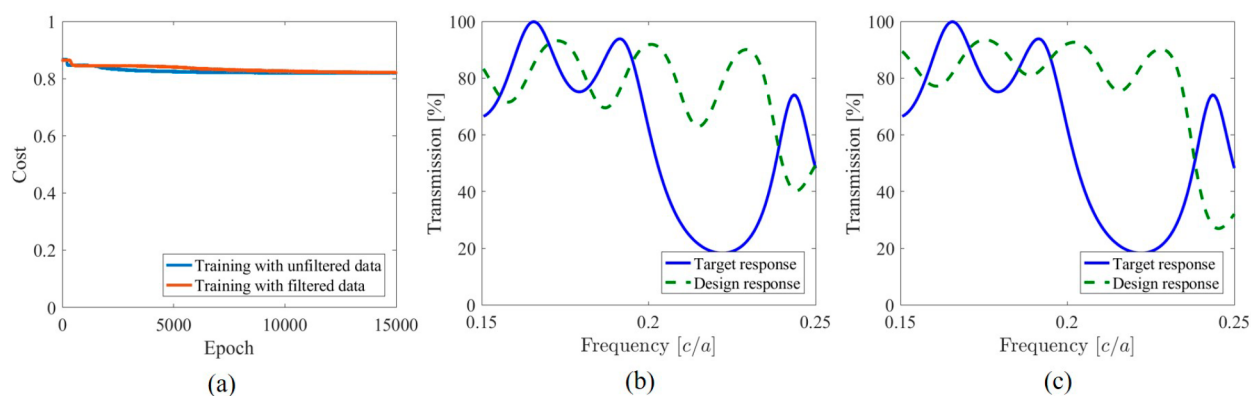 1
0.8
0.6
0.4
0.2
0
Cost
0
5000
10000
15000
Epoch
Training with unfiltered data
Training with filtered data
(a)
100
80
60
40
20
0
Transmission [%]
0.15
0.2
0.25
Frequency [c/a]
Target response
Design response
(b)
100
80
60
40
20
0
Transmission [%]
0.15
0.2
0.25
Frequency [c/a]
Target response
Design response
(c)